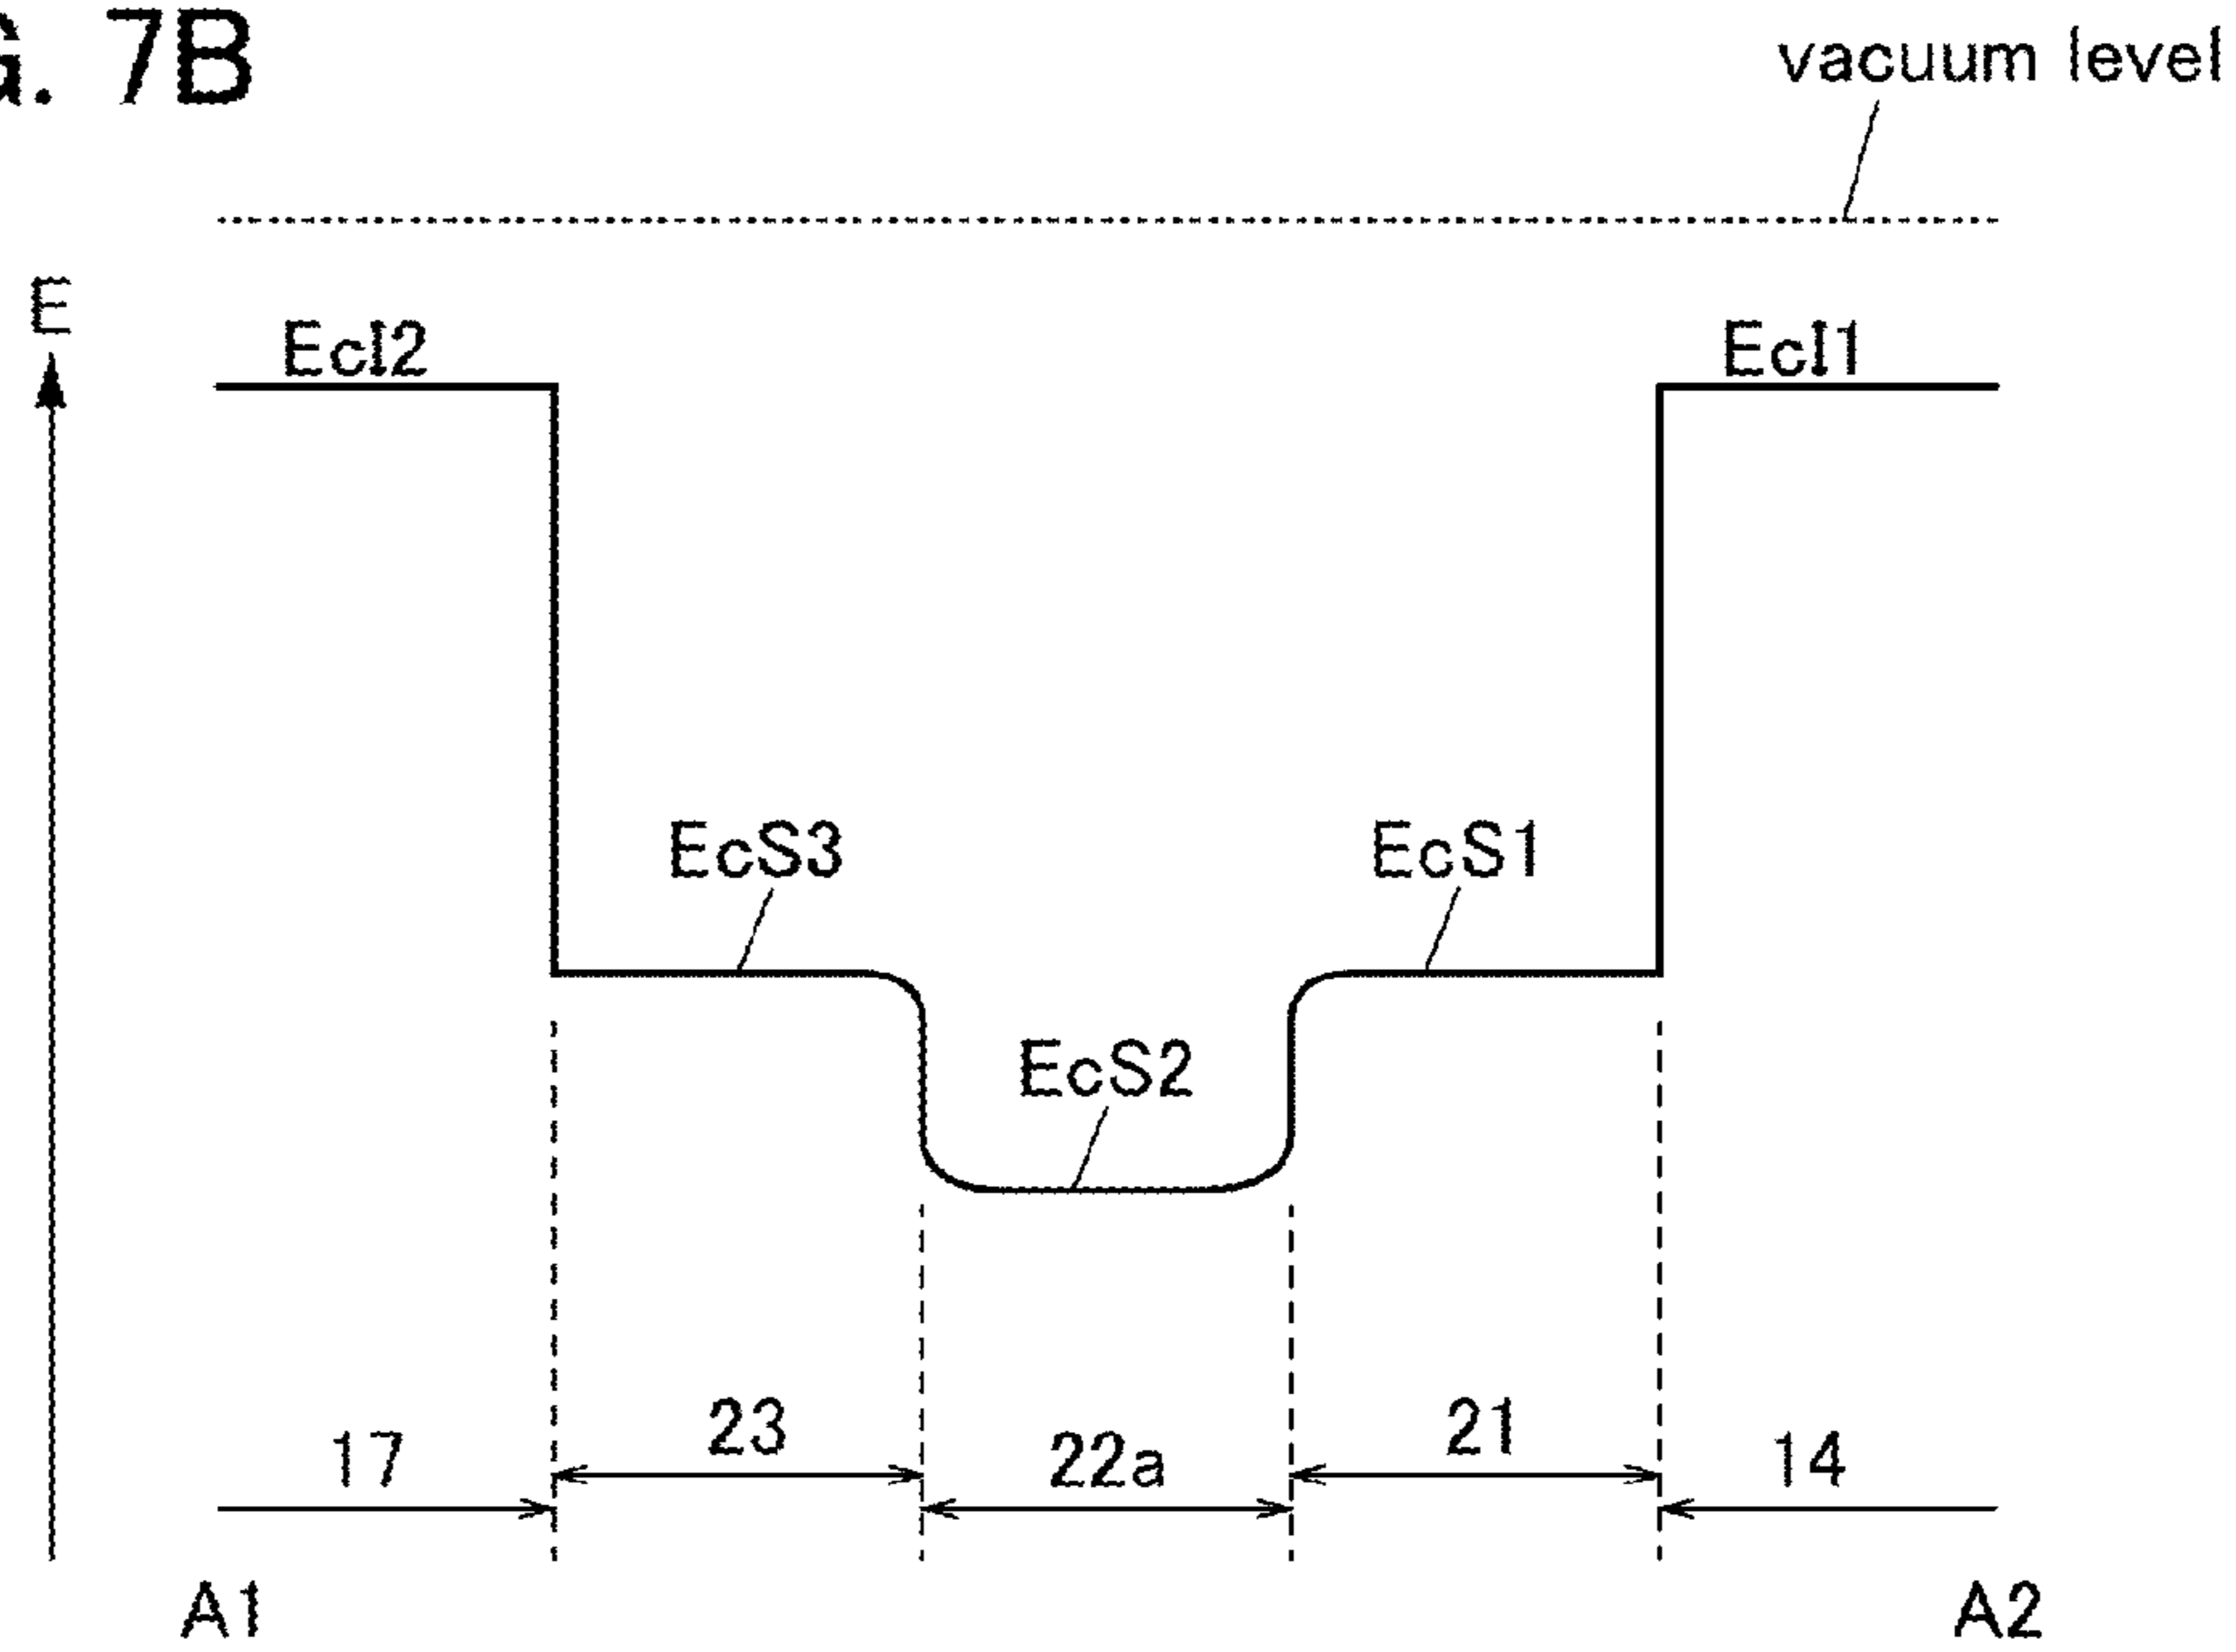 G. 7B
vacuum level
E
EcI2
EcI1
EcS3
EcS1
EcS2
23
21
17
22a
14
A1
A2